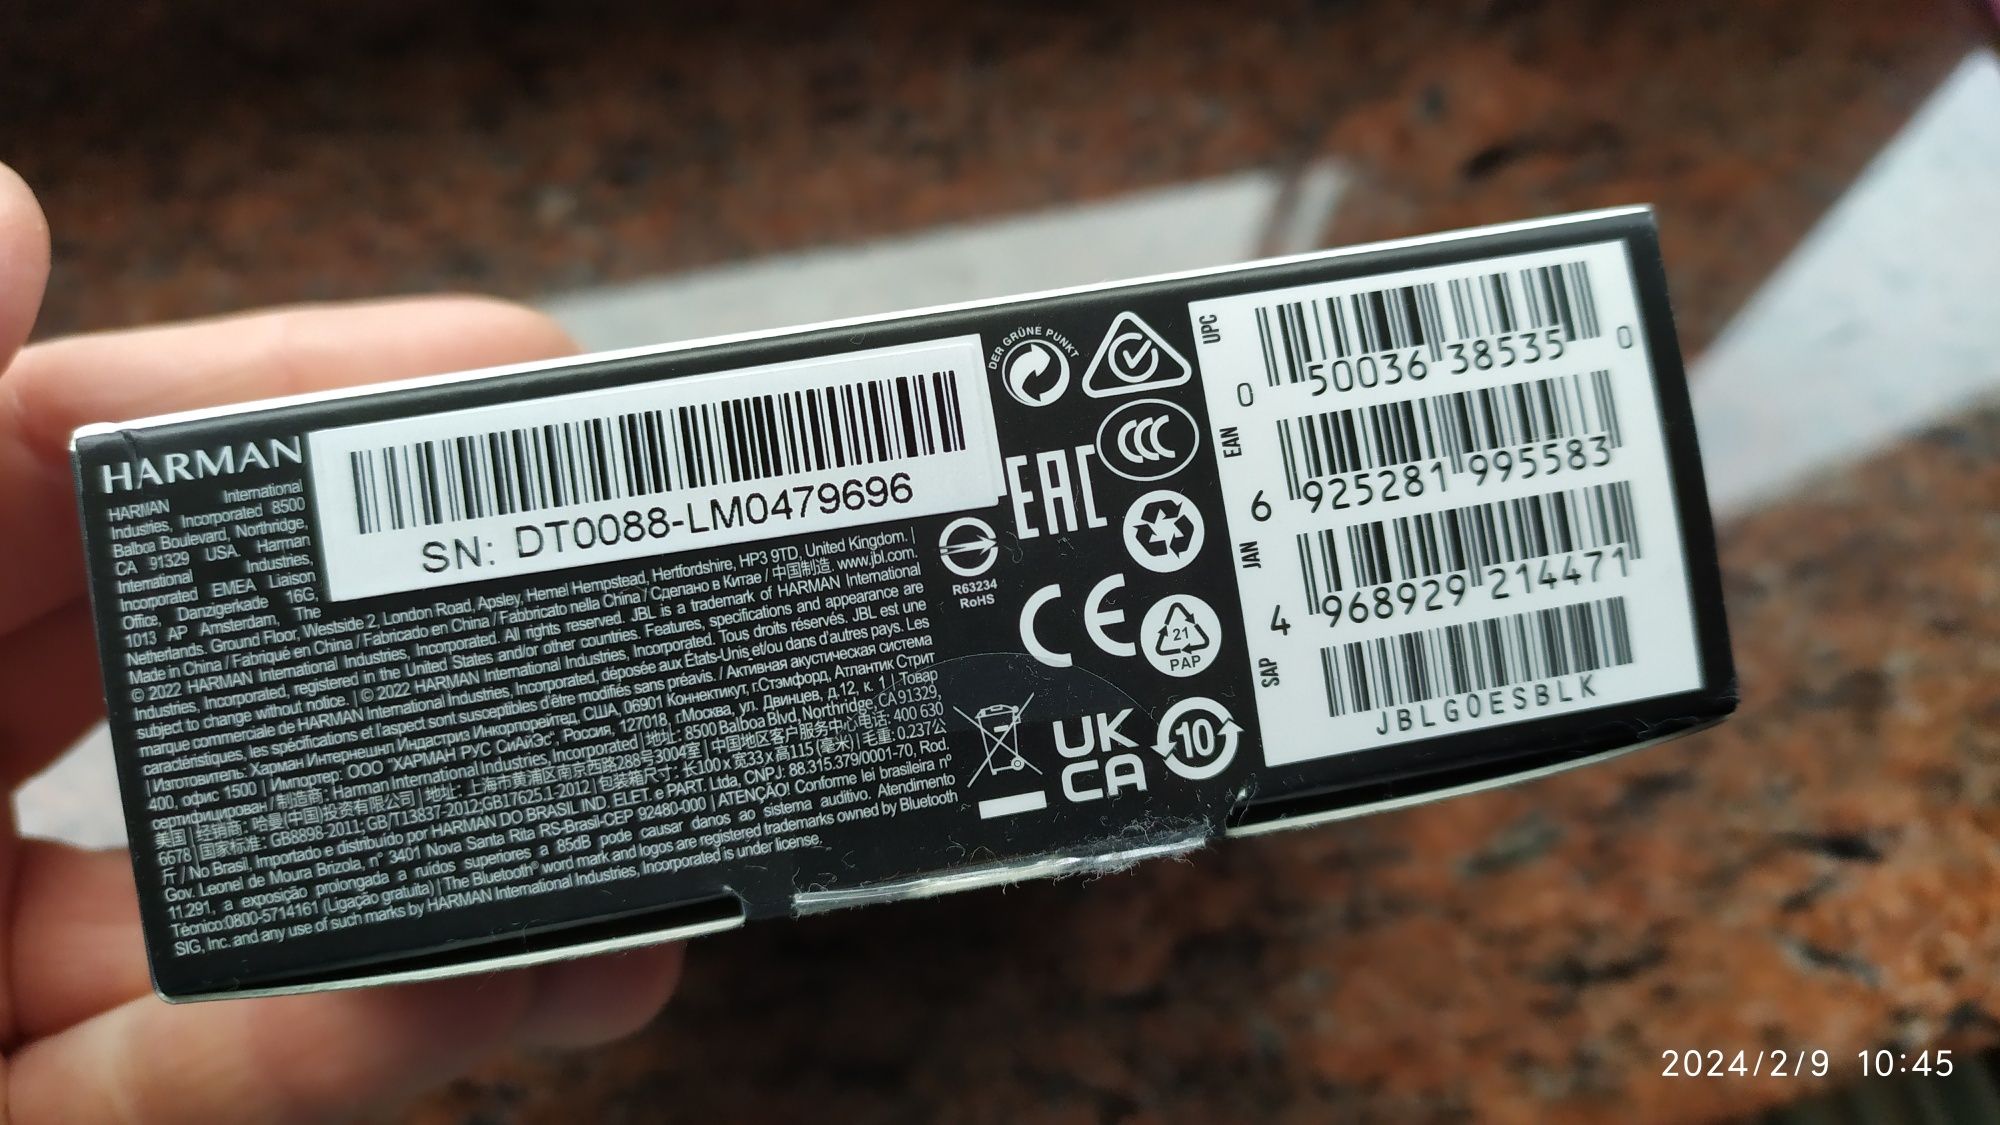 HARMAN
HARMAN International
Industries, Incorporated 8500
Balboa Boulevard, Northridge,
CA 91329 USA. Harman
International Industries,
Incorporated EMEA Liaison
Office, Danzigerkade 16G,
1013 AP Amsterdam, The
Netherlands. Ground Floor, Westside 2, London Road, Apsley, Hemel Hempstead, Hertfordshire, HP3 9TD, United Kingdom. |
Made in China / Fabriqué en China / Fabricado en China / Fabbricato nella China / Сделано в Китае / 中国制造. www.jbl.com.
© 2022 HARMAN International Industries, Incorporated. All rights reserved. JBL is a trademark of HARMAN International
Industries, Incorporated, registered in the United States and/or other countries. Features, specifications and appearance are
subject to change without notice. | © 2022 HARMAN International Industries, Incorporated. Tous droits réservés. JBL est une
marque commerciale de HARMAN International Industries, Incorporated, déposée aux États-Unis et/ou dans d'autres pays. Les
caractéristiques, les spécifications et l'aspect sont susceptibles d'être modifiés sans préavis. / Активная акустическая система
| Изготовитель: Харман Интернешнл Индастриз Инкорпорейтед, США, 06901 Коннектикут, г.Стэмфорд, Атлантик Стрит
400, офис 1500 | Импортер: ООО "ХАРМАН РУС СиАйЭс", Россия, 127018, г.Москва, ул. Двинцев, д.12, к. 1 | Товар
сертифицирован / 制造商: Harman International Industries, Incorporated | 地址: 8500 Balboa Blvd, Northridge, CA 91329,
美国 | 经销商: 哈曼(中国)投资有限公司 | 地址: 上海市黄浦区南京西路288号3004室 | 中国地区客户服务中心电话: 400 630
6678 | 国家标准: GB8898-2011; GB/T13837-2012;GB17625.1-2012 | 包装箱尺寸: 长100 x 宽33 x 高115 (毫米) | 毛重: 0.237公
斤 / No Brasil, Importado e distribuído por HARMAN DO BRASIL IND. ELET. e PART. Ltda, CNPJ: 88.315.379/0001-70, Rod.
Gov. Leonel de Moura Brizola, n° 3401 Nova Santa Rita RS-Brasil-CEP 92480-000 | ATENÇÃO! Conforme lei brasileira n°
11.291, a exposição prolongada a ruídos superiores a 85dB pode causar danos ao sistema auditivo. Atendimento
Técnico:0800-5714161 (Ligação gratuita) | The Bluetooth® word mark and logos are registered trademarks owned by Bluetooth
SIG, Inc. and any use of such marks by HARMAN International Industries, Incorporated is under license.
SN: DT0088-LM0479696
DER GRÜNE PUNKT
CCC
EAC
R63234
RoHS
CE
21
PAP
UK
CA
10
UPC
0 50036 38535 0
EAN
6 925281 995583
JAN
4 968929 214471
SAP
JBLGOESBLK
2024/2/9 10:45